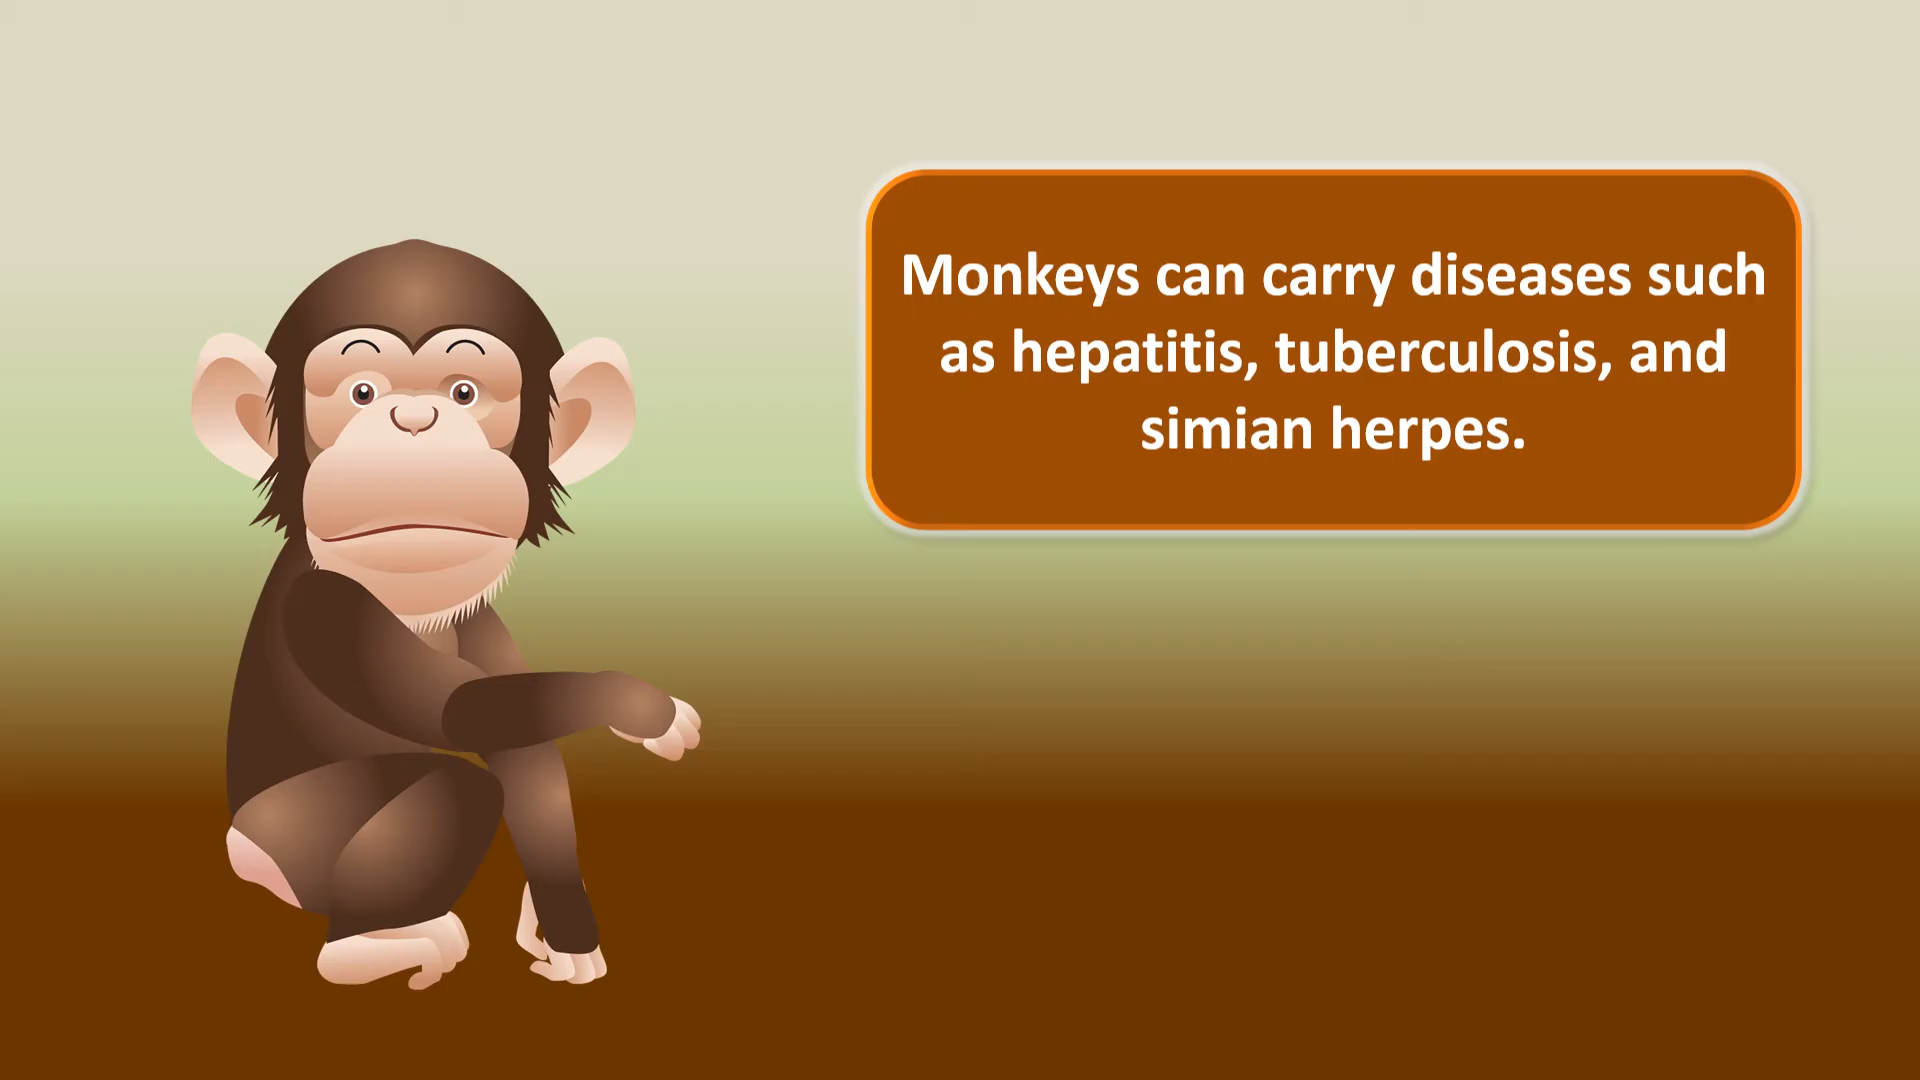 Monkeys can carry diseases such
as hepatitis, tuberculosis, and
simian herpes.